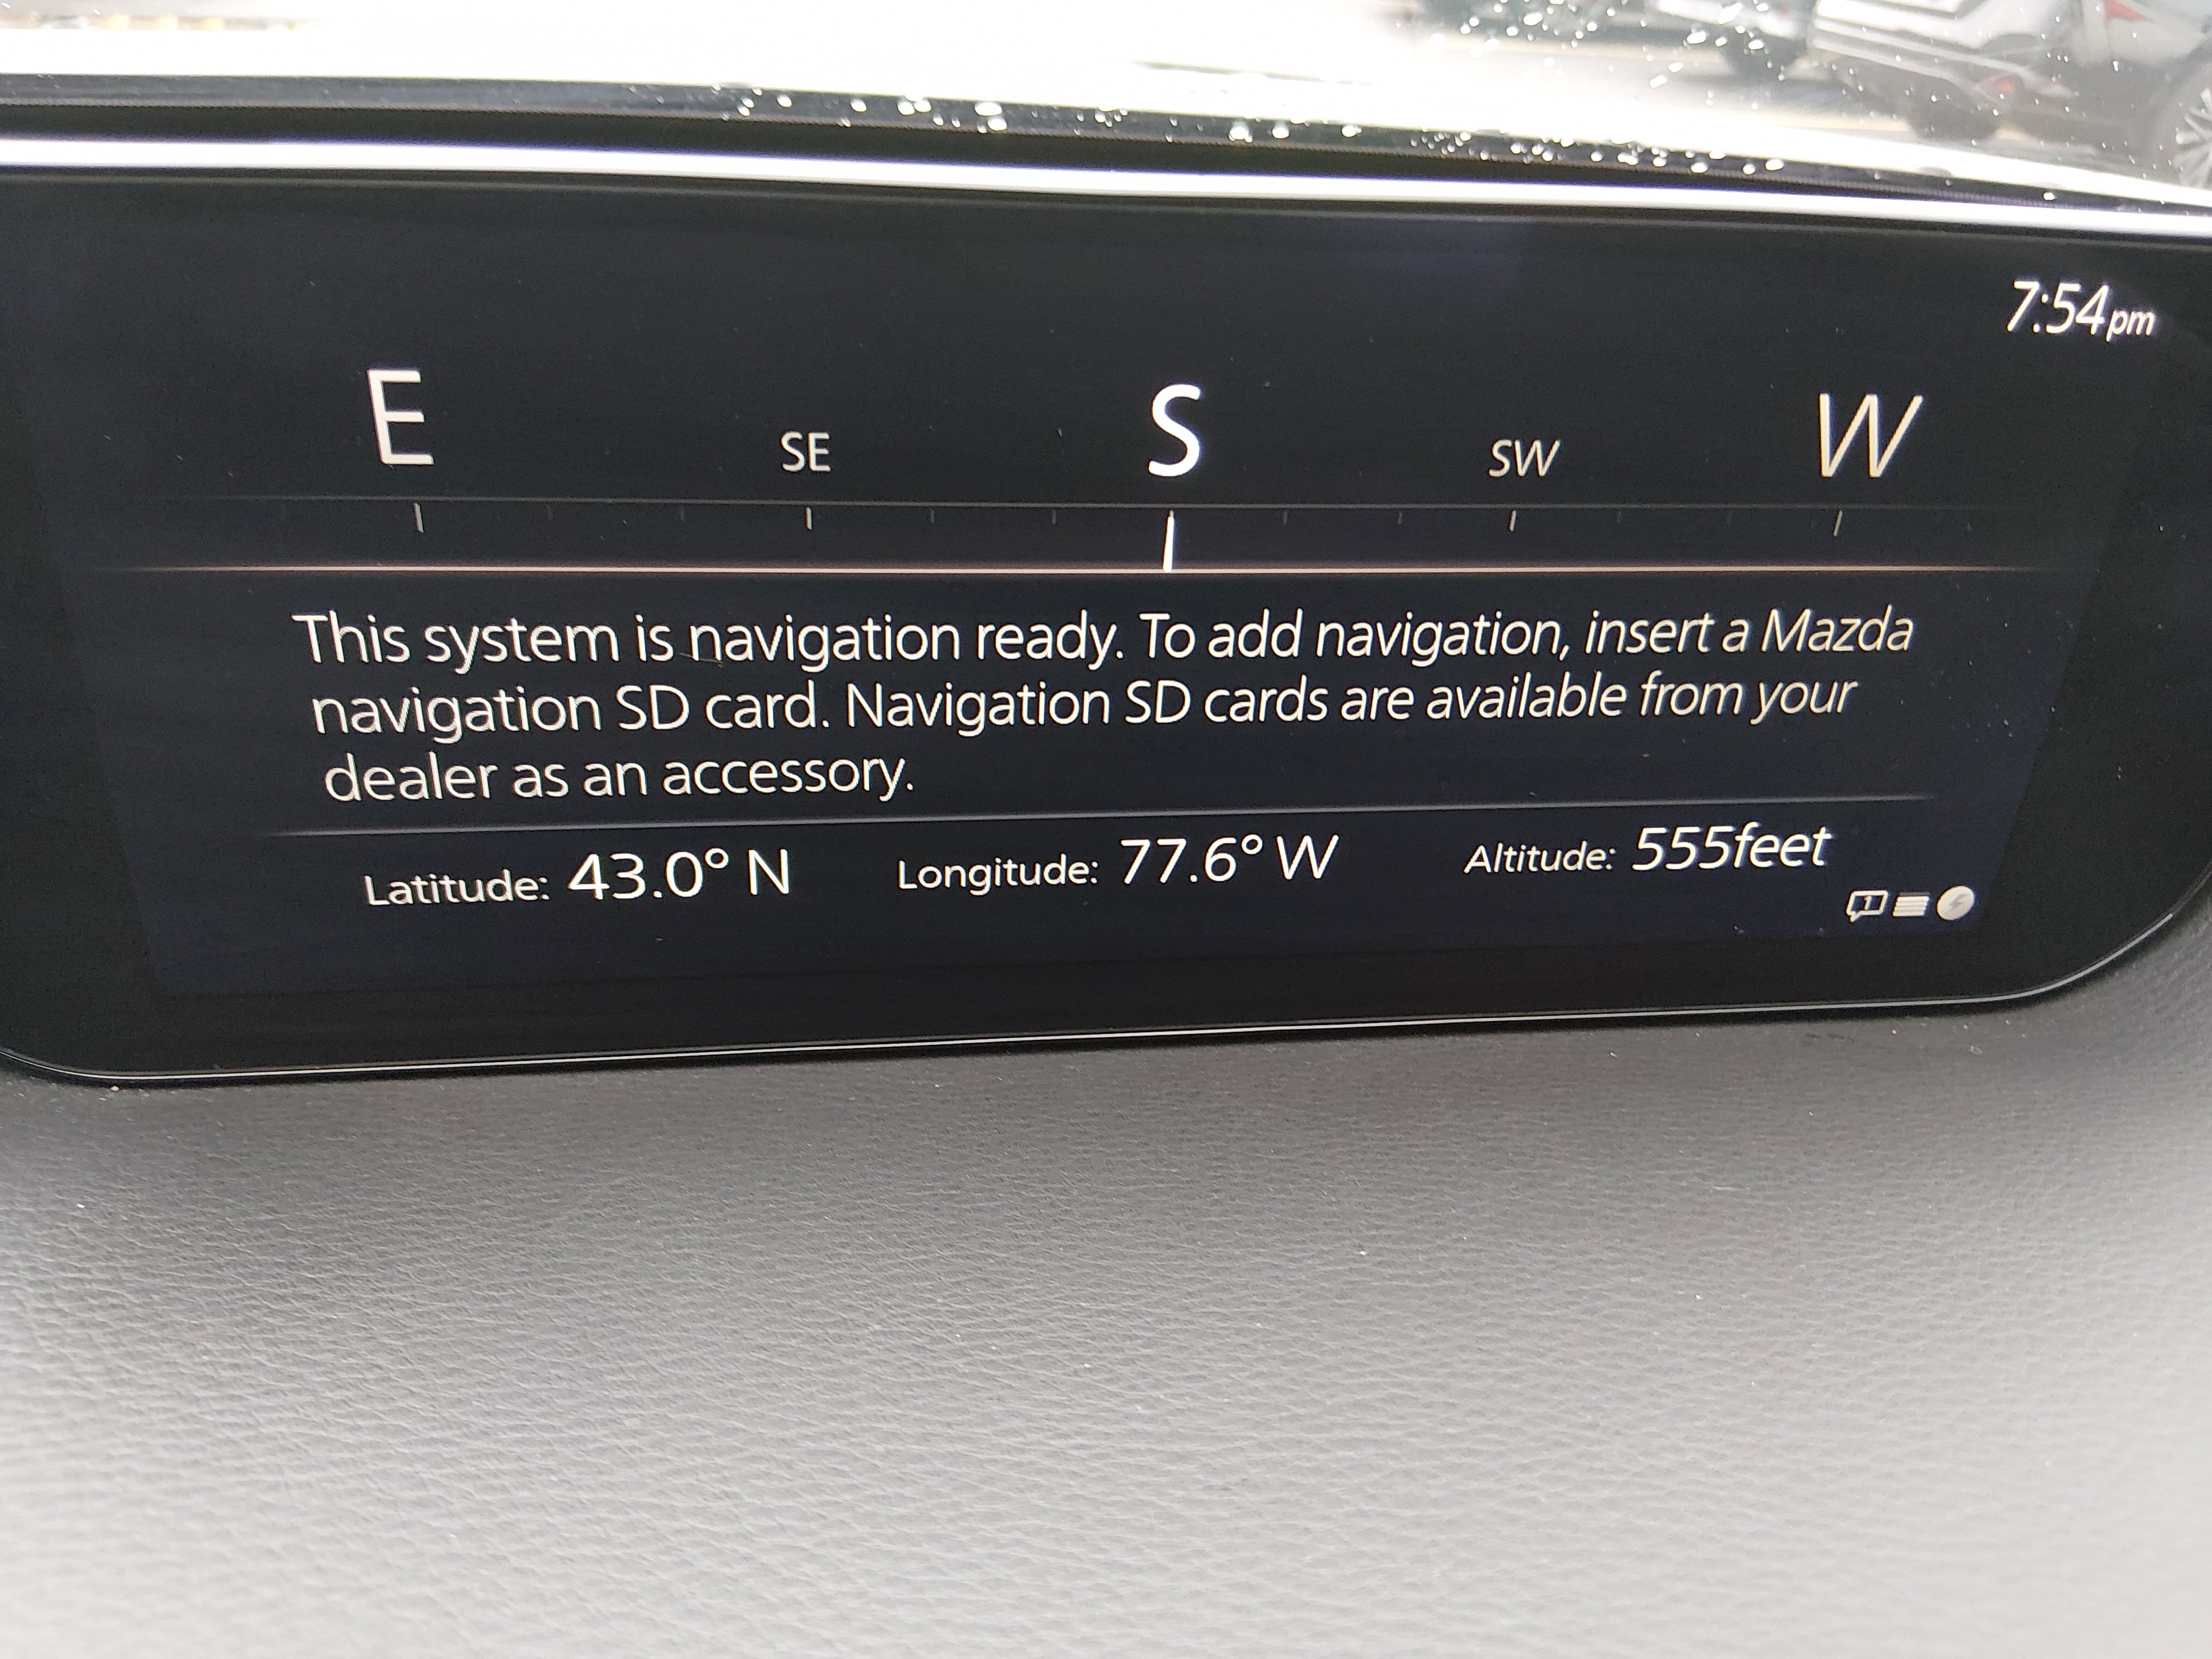 7:54pm
E SE S SW W
This system is navigation ready. To add navigation, insert a Mazda
navigation SD card. Navigation SD cards are available from your
dealer as an accessory.
Latitude: 43.0° N Longitude: 77.6° W Altitude: 555feet
1